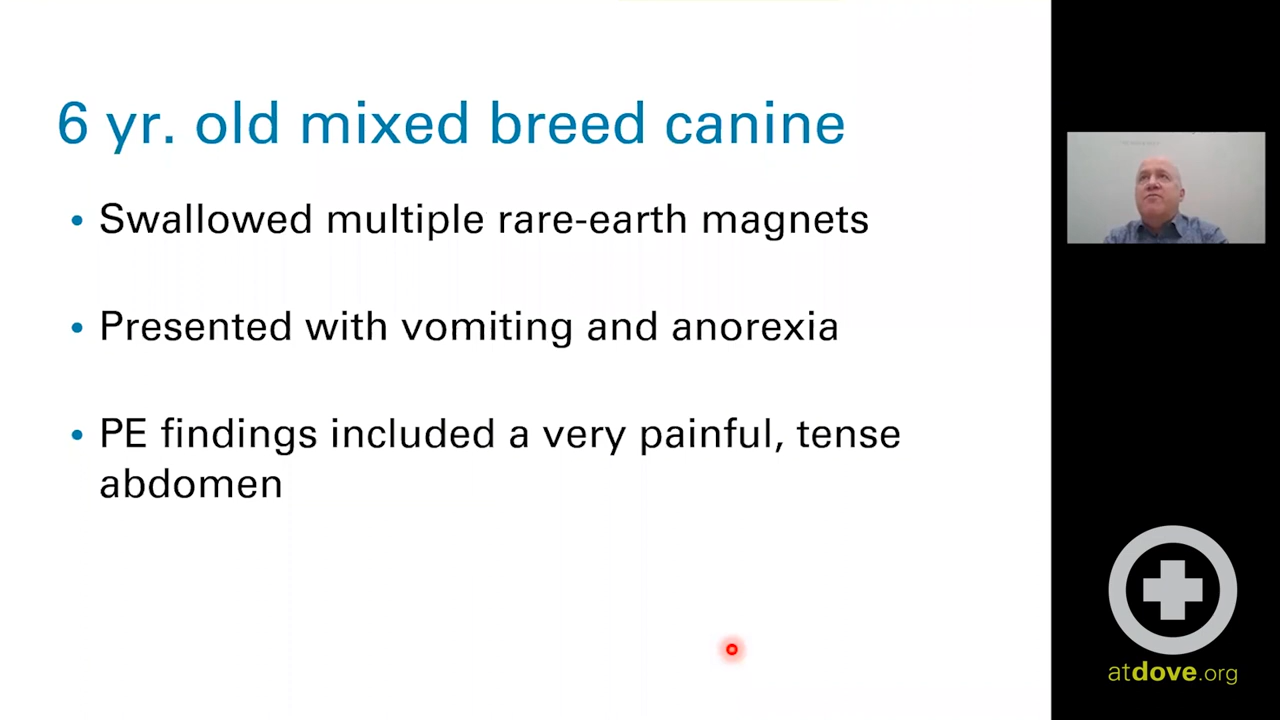 6 yr. old mixed breed canine
• Swallowed multiple rare-earth magnets
• Presented with vomiting and anorexia
• PE findings included a very painful, tense
abdomen
atdove.org